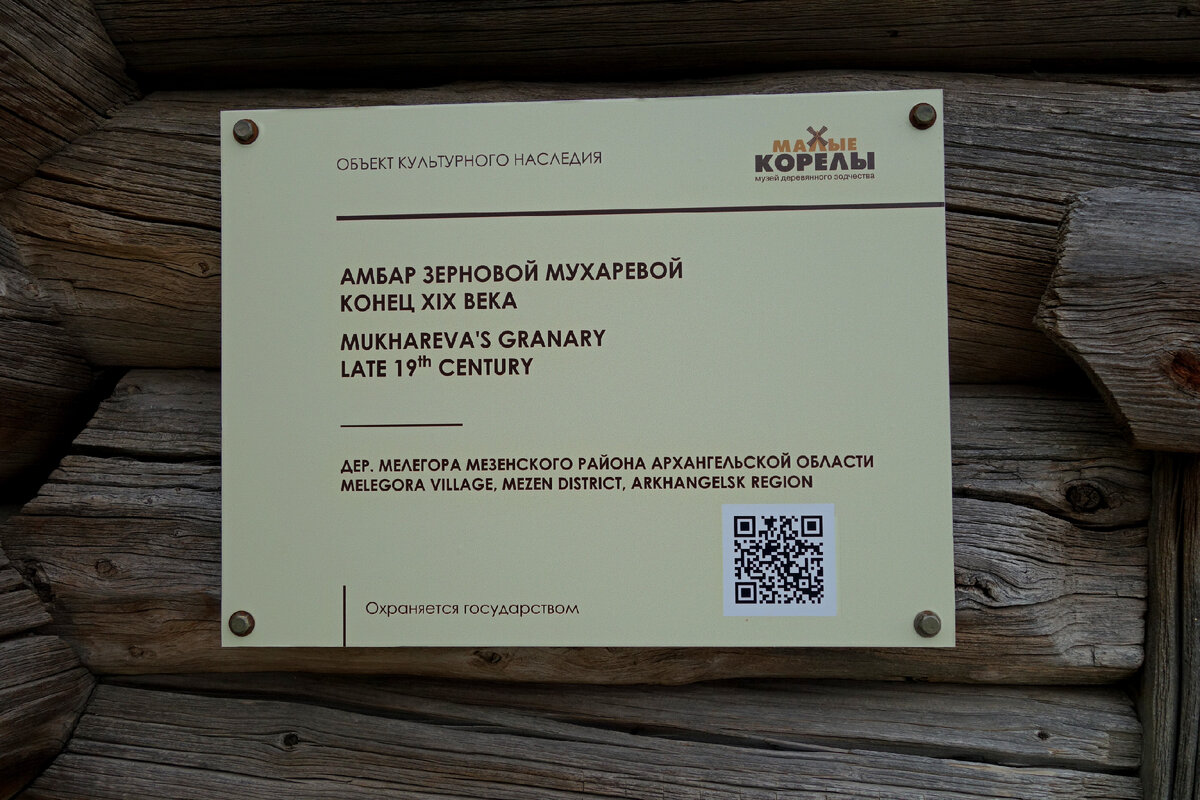 ОБЪЕКТ КУЛЬТУРНОГО НАСЛЕДИЯ
МАЛЫЕ
КОРЕЛЫ
музей деревянного зодчества
АМБАР ЗЕРНОВОЙ МУХАРЕВОЙ
КОНЕЦ XIX ВЕКА
MUKHAREVA'S GRANARY
LATE 19th CENTURY
ДЕР. МЕЛЕГОРА МЕЗЕНСКОГО РАЙОНА АРХАНГЕЛЬСКОЙ ОБЛАСТИ
MELEGORA VILLAGE, MEZEN DISTRICT, ARKHANGELSK REGION
Охраняется государством